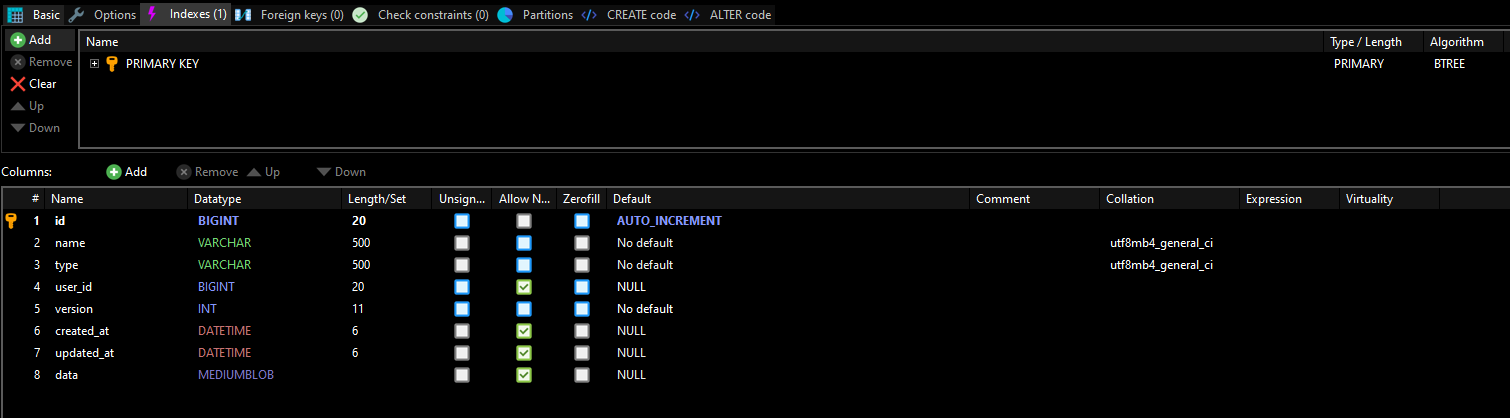 Basic Options Indexes (1) Foreign keys (0) Check constraints (0) Partitions CREATE code ALTER code
Add Name Type / Length Algorithm
Remove PRIMARY KEY PRIMARY BTREE
Clear
Up
Down
Columns: Add Remove Up Down
# Name Datatype Length/Set Unsign... Allow N... Zerofill Default Comment Collation Expression Virtuality
1 id BIGINT 20 AUTO_INCREMENT
2 name VARCHAR 500 No default utf8mb4_general_ci
3 type VARCHAR 500 No default utf8mb4_general_ci
4 user_id BIGINT 20 NULL
5 version INT 11 No default
6 created_at DATETIME 6 NULL
7 updated_at DATETIME 6 NULL
8 data MEDIUMBLOB NULL